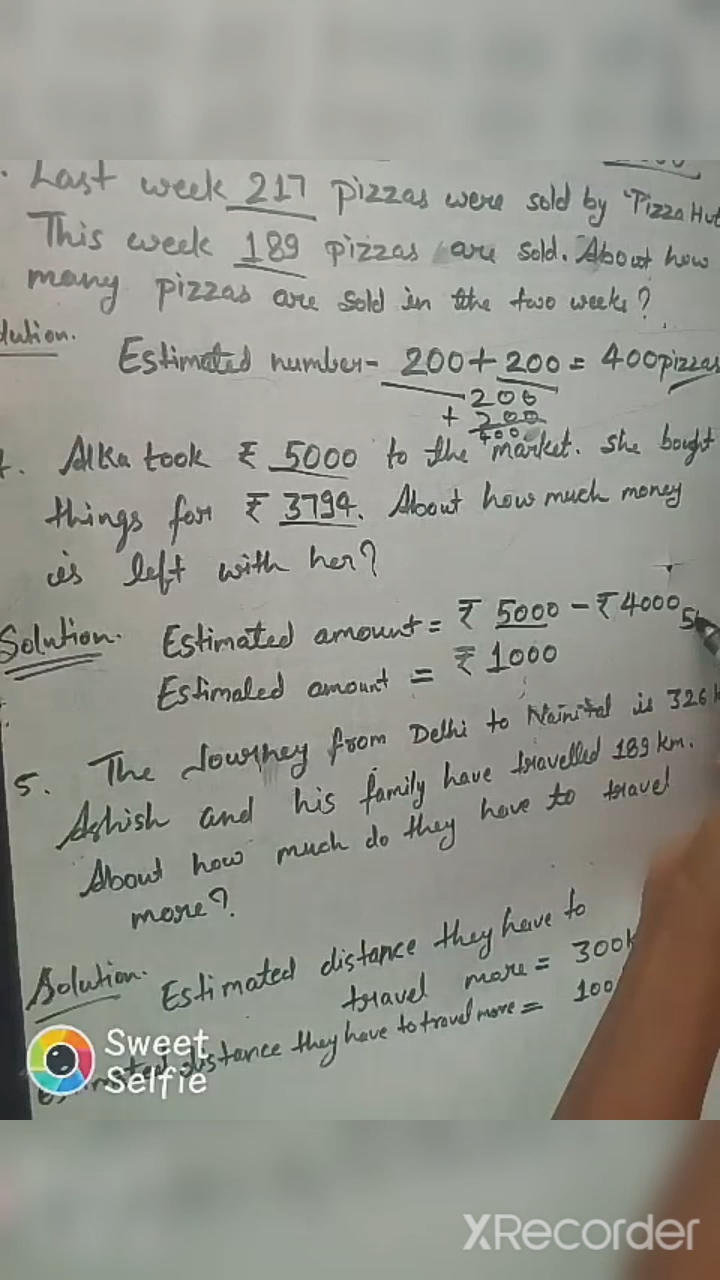 Last week 217 pizzas were sold by 'Pizza Hut
This week 189 pizzas are sold. About how
many pizzas are sold in the two weeks?
Estimated number- 200+200= 400 pizzas
200
+ 200
400
Alka took ₹ 5000 to the market. She bought
things for ₹ 3794. About how much money
is left with her?
Solution. Estimated amount = ₹ 5000 - ₹ 4000
Estimated amount = ₹ 1000
5. The Journey from Delhi to Nainital is 326
Ashish and his family have travelled 189 km.
About how much do they have to travel
more?
Solution. Estimated distance they have to
travel more = 300
distance they have to travel more = 100
Sweet
Selfie
XRecorder